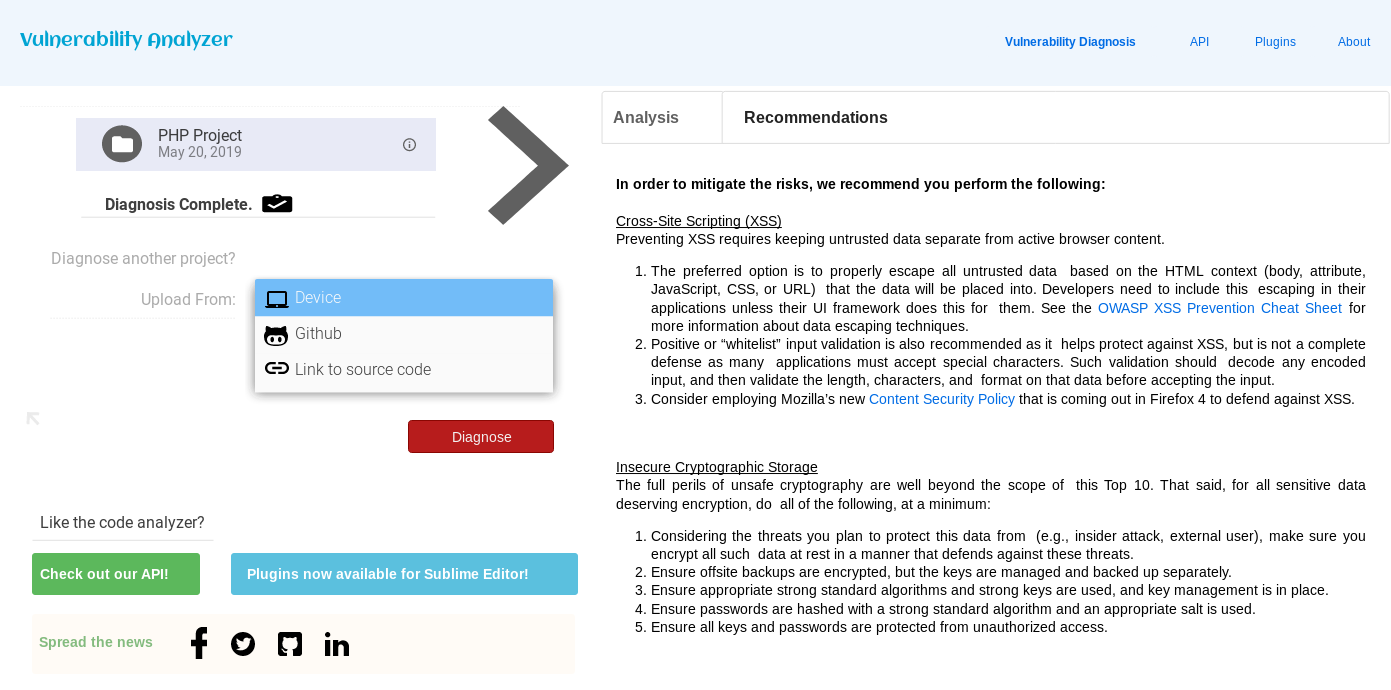 Vulnerability Analyzer
Vulnerability Diagnosis API Plugins About
PHP Project
May 20, 2019
Diagnosis Complete.
Diagnose another project?
Upload From:
Device
Github
Link to source code
Diagnose
Like the code analyzer?
Check out our API!
Plugins now available for Sublime Editor!
Spread the news
Analysis Recommendations
In order to mitigate the risks, we recommend you perform the following:
Cross-Site Scripting (XSS)
Preventing XSS requires keeping untrusted data separate from active browser content.
1. The preferred option is to properly escape all untrusted data based on the HTML context (body, attribute,
JavaScript, CSS, or URL) that the data will be placed into. Developers need to include this escaping in their
applications unless their UI framework does this for them. See the OWASP XSS Prevention Cheat Sheet for
more information about data escaping techniques.
2. Positive or “whitelist” input validation is also recommended as it helps protect against XSS, but is not a complete
defense as many applications must accept special characters. Such validation should decode any encoded
input, and then validate the length, characters, and format on that data before accepting the input.
3. Consider employing Mozilla’s new Content Security Policy that is coming out in Firefox 4 to defend against XSS.
Insecure Cryptographic Storage
The full perils of unsafe cryptography are well beyond the scope of this Top 10. That said, for all sensitive data
deserving encryption, do all of the following, at a minimum:
1. Considering the threats you plan to protect this data from (e.g., insider attack, external user), make sure you
encrypt all such data at rest in a manner that defends against these threats.
2. Ensure offsite backups are encrypted, but the keys are managed and backed up separately.
3. Ensure appropriate strong standard algorithms and strong keys are used, and key management is in place.
4. Ensure passwords are hashed with a strong standard algorithm and an appropriate salt is used.
5. Ensure all keys and passwords are protected from unauthorized access.